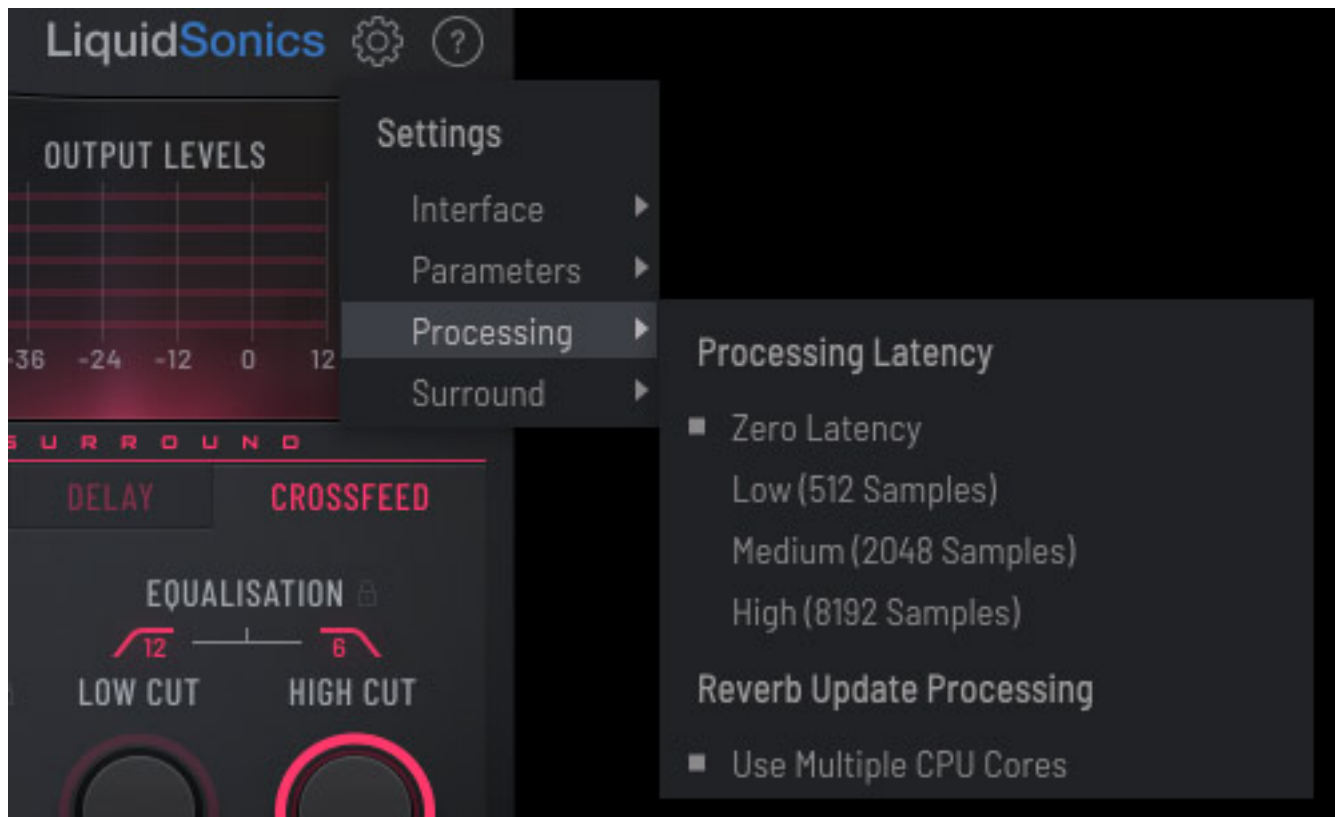 LiquidSonics ?
Settings
OUTPUT LEVELS
Interface
Parameters
Processing
Surround
-36 -24 -12 0 12
SURROUND
DELAY CROSSFEED
EQUALISATION
12 6
LOW CUT HIGH CUT
Processing Latency
Zero Latency
Low (512 Samples)
Medium (2048 Samples)
High (8192 Samples)
Reverb Update Processing
Use Multiple CPU Cores